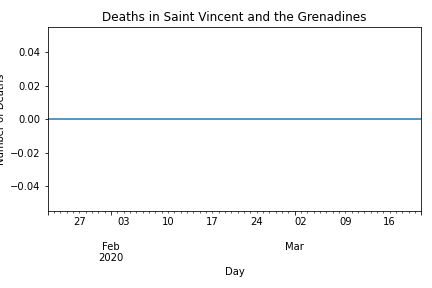 Deaths in Saint Vincent and the Grenadines
Number of Deaths
0.04
0.02
0.00
−0.02
−0.04
27 03 10 17 24 02 09 16
Feb Mar
2020
Day